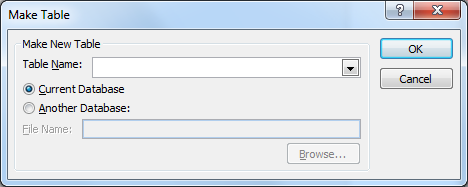 Make Table
Make New Table
OK
Table Name:
Cancel
Current Database
Another Database:
File Name:
Browse...